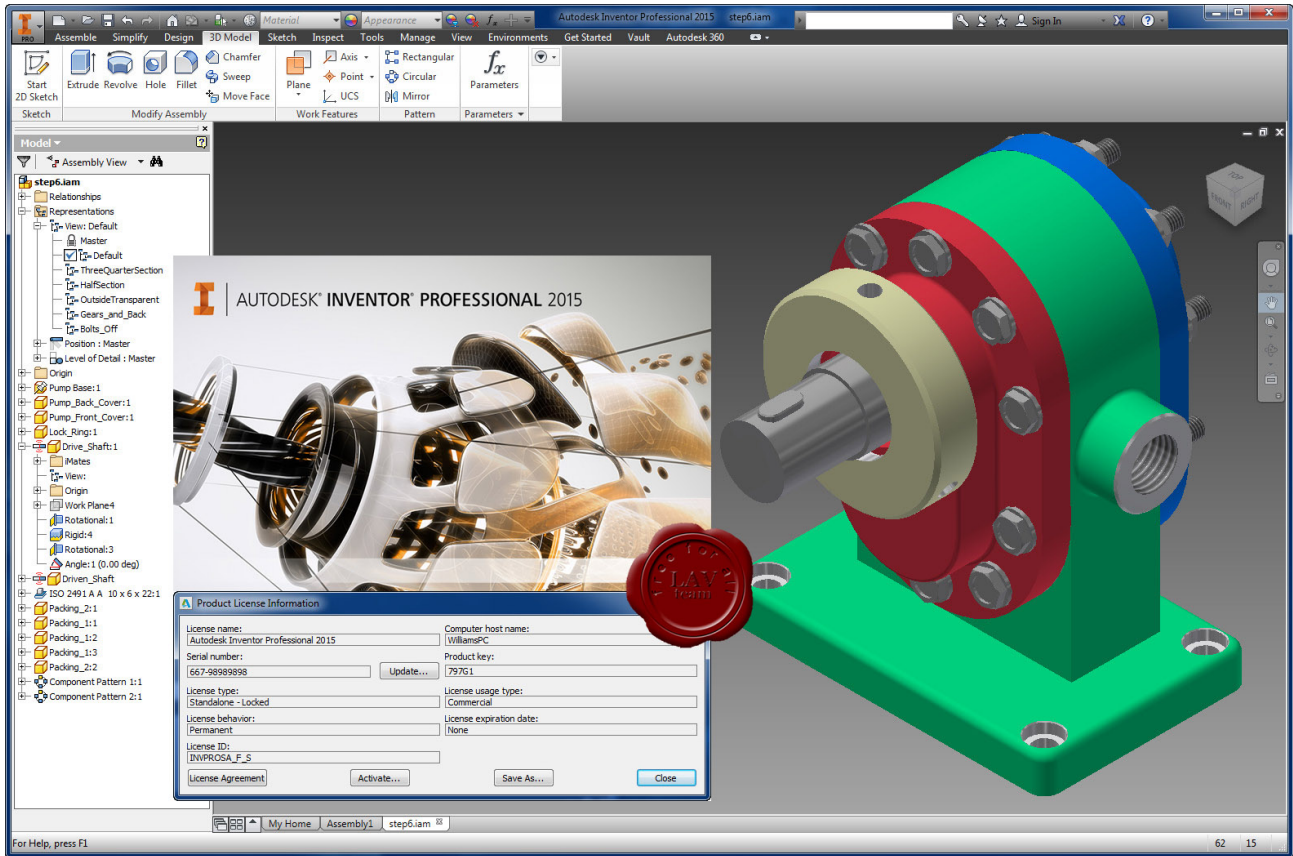 PRO
Material
Appearance
Autodesk Inventor Professional 2015 step6.iam
Sign In
Assemble Simplify Design 3D Model Sketch Inspect Tools Manage View Environments Get Started Vault Autodesk 360
Start
2D Sketch
Extrude Revolve Hole Fillet
Chamfer
Sweep
Move Face
Plane
Axis
Point
UCS
Rectangular
Circular
Mirror
fx
Parameters
Sketch Modify Assembly Work Features Pattern Parameters
Model
Assembly View
step6.iam
Relationships
Representations
View: Default
Master
Default
ThreeQuarterSection
HalfSection
OutsideTransparent
Gears_and_Back
Bolts_Off
Position : Master
Level of Detail : Master
Origin
Pump Base:1
Pump_Back_Cover:1
Pump_Front_Cover:1
Lock_Ring:1
Drive_Shaft:1
iMates
View:
Origin
Work Plane4
Rotational:1
Rigid:4
Rotational:3
Angle:1 (0.00 deg)
Driven_Shaft
ISO 2491 A A 10 x 6 x 22:1
Packing_2:1
Packing_1:1
Packing_1:2
Packing_1:3
Packing_2:2
Component Pattern 1:1
Component Pattern 2:1
AUTODESK® INVENTOR® PROFESSIONAL 2015
TOP
FRONT RIGHT
LAV
team
Product License Information
License name:
Autodesk Inventor Professional 2015
Computer host name:
WilliamsPC
Serial number:
667-98989898
Update...
Product key:
797G1
License type:
Standalone - Locked
License usage type:
Commercial
License behavior:
Permanent
License expiration date:
None
License ID:
INVPROSA_F_S
License Agreement Activate... Save As... Close
My Home Assembly1 step6.iam
For Help, press F1
62 15